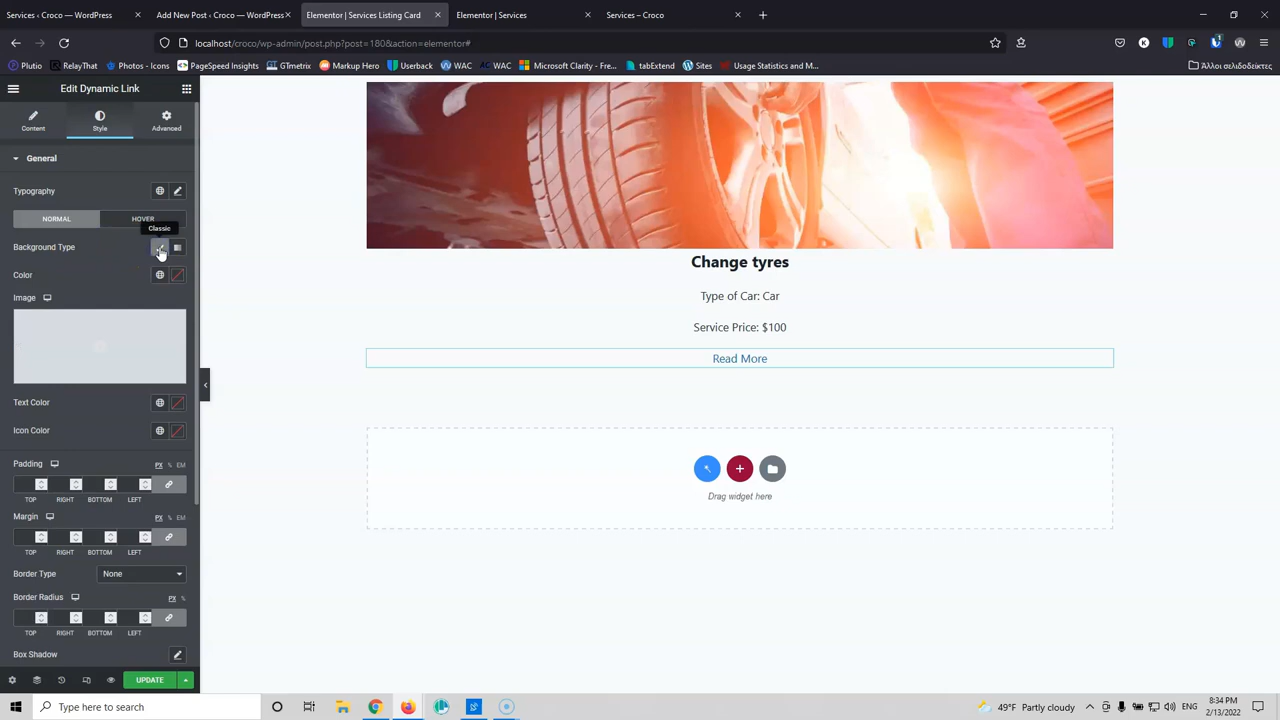 Add New ‹ Croco — WordPress
Add New ‹ Croco — WordPress
Elementor | Services Listing Card
Elementor | Services
Services – Croco
localhost/croco/wp-admin/post.php?post=180&action=elementor#
Plutio
RelayThat
Photos - Icons
PageSpeed Insights
GTmetrix
Markup Hero
Userback
WAC
WAC
Microsoft Clarity - Fre...
tabExtend
Sites
Usage Statistics and M...
Άλλοι σελιδοδείκτες
Edit Dynamic Link
Content
Style
Advanced
General
Typography
NORMAL
HOVER
Classic
Background Type
Color
Image
Text Color
Icon Color
Padding
PX % EM
TOP RIGHT BOTTOM LEFT
Margin
PX % EM
TOP RIGHT BOTTOM LEFT
Border Type
None
Border Radius
PX %
TOP RIGHT BOTTOM LEFT
Box Shadow
UPDATE
Change tyres
Type of Car: Car
Service Price: $100
Read More
Drag widget here
Type here to search
49°F Partly cloudy
ENG
8:34 PM
2/13/2022